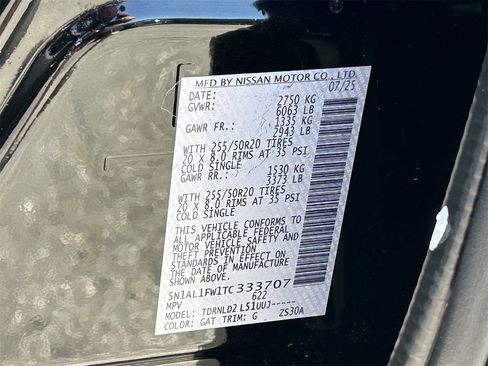 MFD BY NISSAN MOTOR CO., LTD
DATE: 07/25
GVWR: 2750 KG
6063 LB
GAWR FR.: 1335 KG
2943 LB
WITH 255/50R20 TIRES
20 X 8.0 RIMS AT 35 PSI
COLD SINGLE
GAWR RR.: 1530 KG
3373 LB
WITH 255/50R20 TIRES
20 X 8.0 RIMS AT 35 PSI
COLD SINGLE
THIS VEHICLE CONFORMS TO
ALL APPLICABLE FEDERAL
MOTOR VEHICLE SAFETY AND
THEFT PREVENTION
STANDARDS IN EFFECT ON
THE DATE OF MANUFACTURE
SHOWN ABOVE.
5N1AL1FW1TC333707
MPV 622
MODEL: TDRNLD2 L51UUJ-----
COLOR: GAT TRIM: G ZS30A